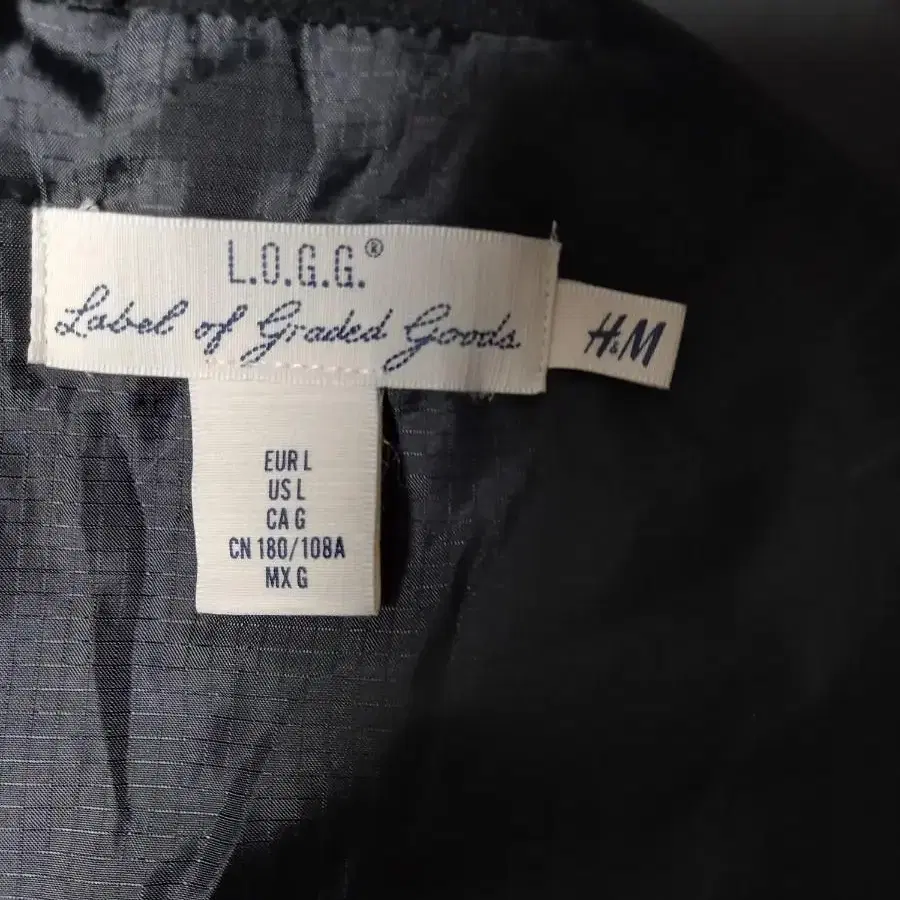 L.O.G.G.®
Label of Graded Goods
H&M
EUR L
US L
CA G
CN 180/108A
MX G